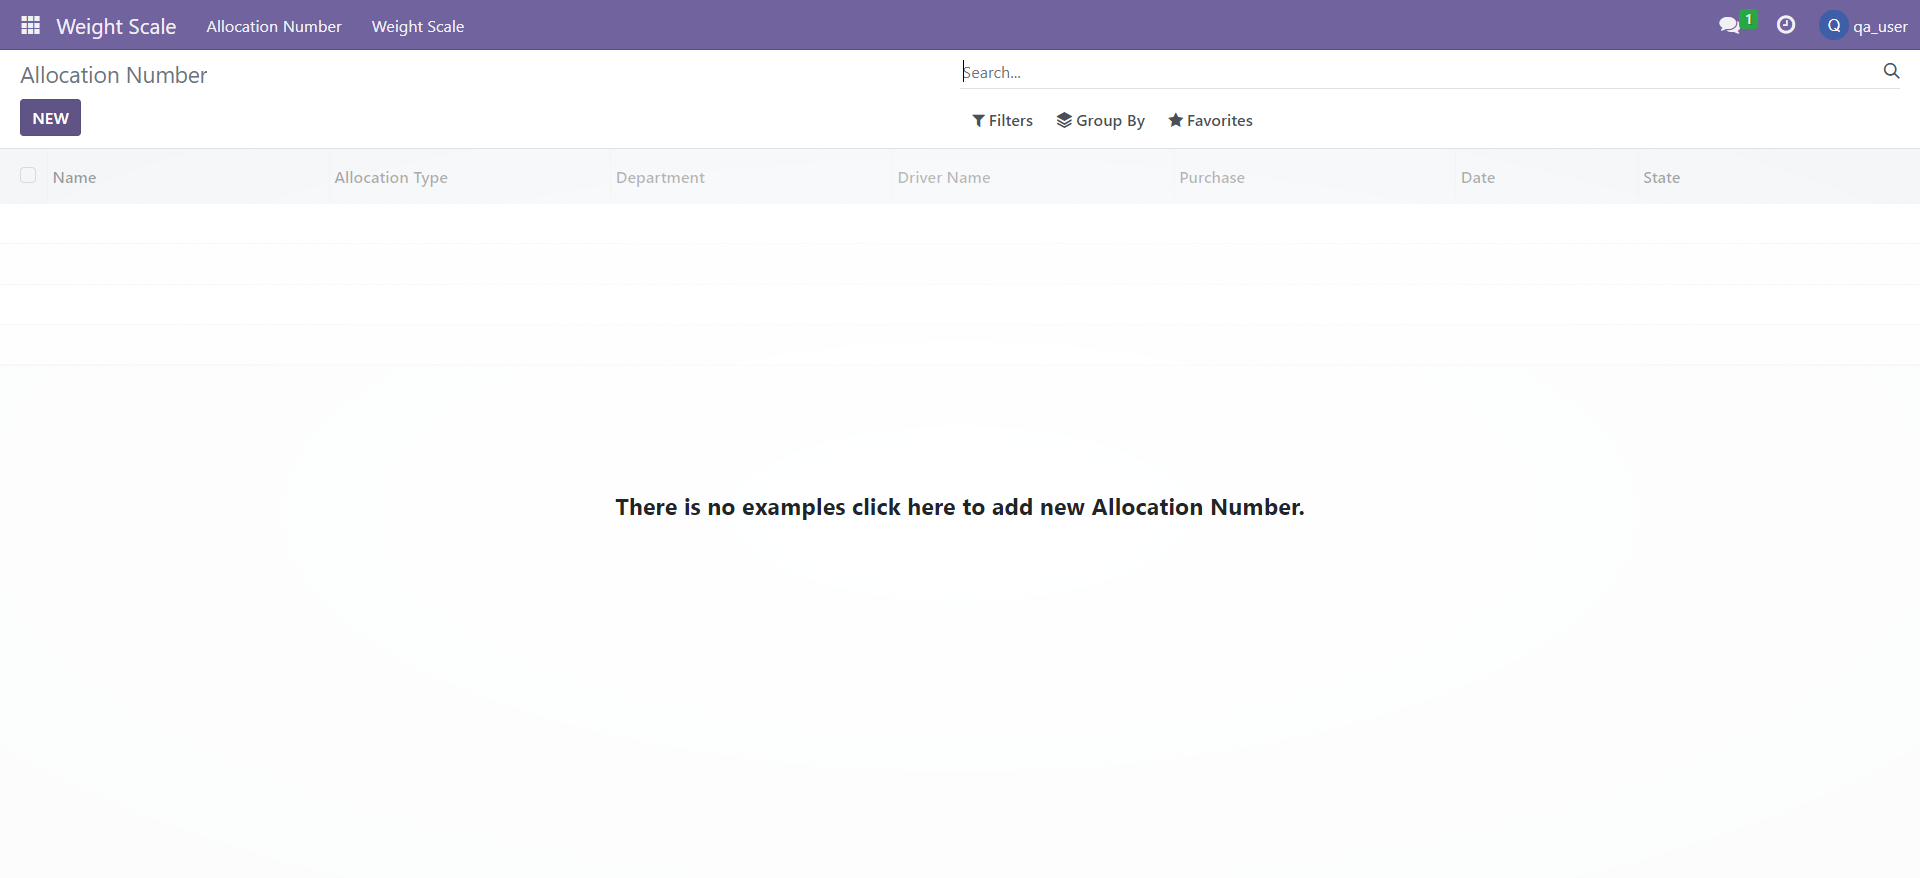 Weight Scale Allocation Number Weight Scale 1 Q qa_user
Allocation Number Search...
NEW Filters Group By Favorites
Name Allocation Type Department Driver Name Purchase Date State
There is no examples click here to add new Allocation Number.